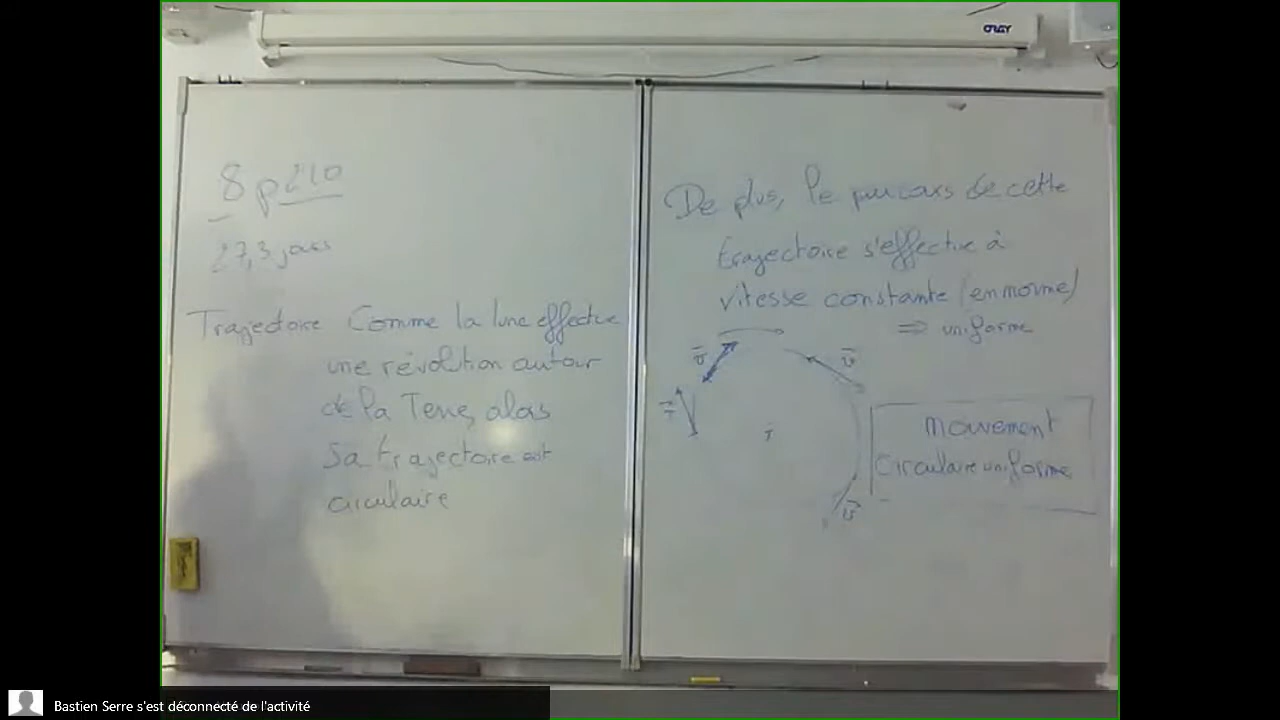 ORAY
8 p 210
27,3 jours
Trajectoire Comme la lune effectue
une révolution autour
de la Terre, alors
sa trajectoire est
circulaire
De plus, le parcours de cette
trajectoire s'effectue à
vitesse constante (en norme)
⇒ uniforme
v
v
T
mouvement
circulaire uniforme
v
Bastien Serre s'est déconnecté de l'activité